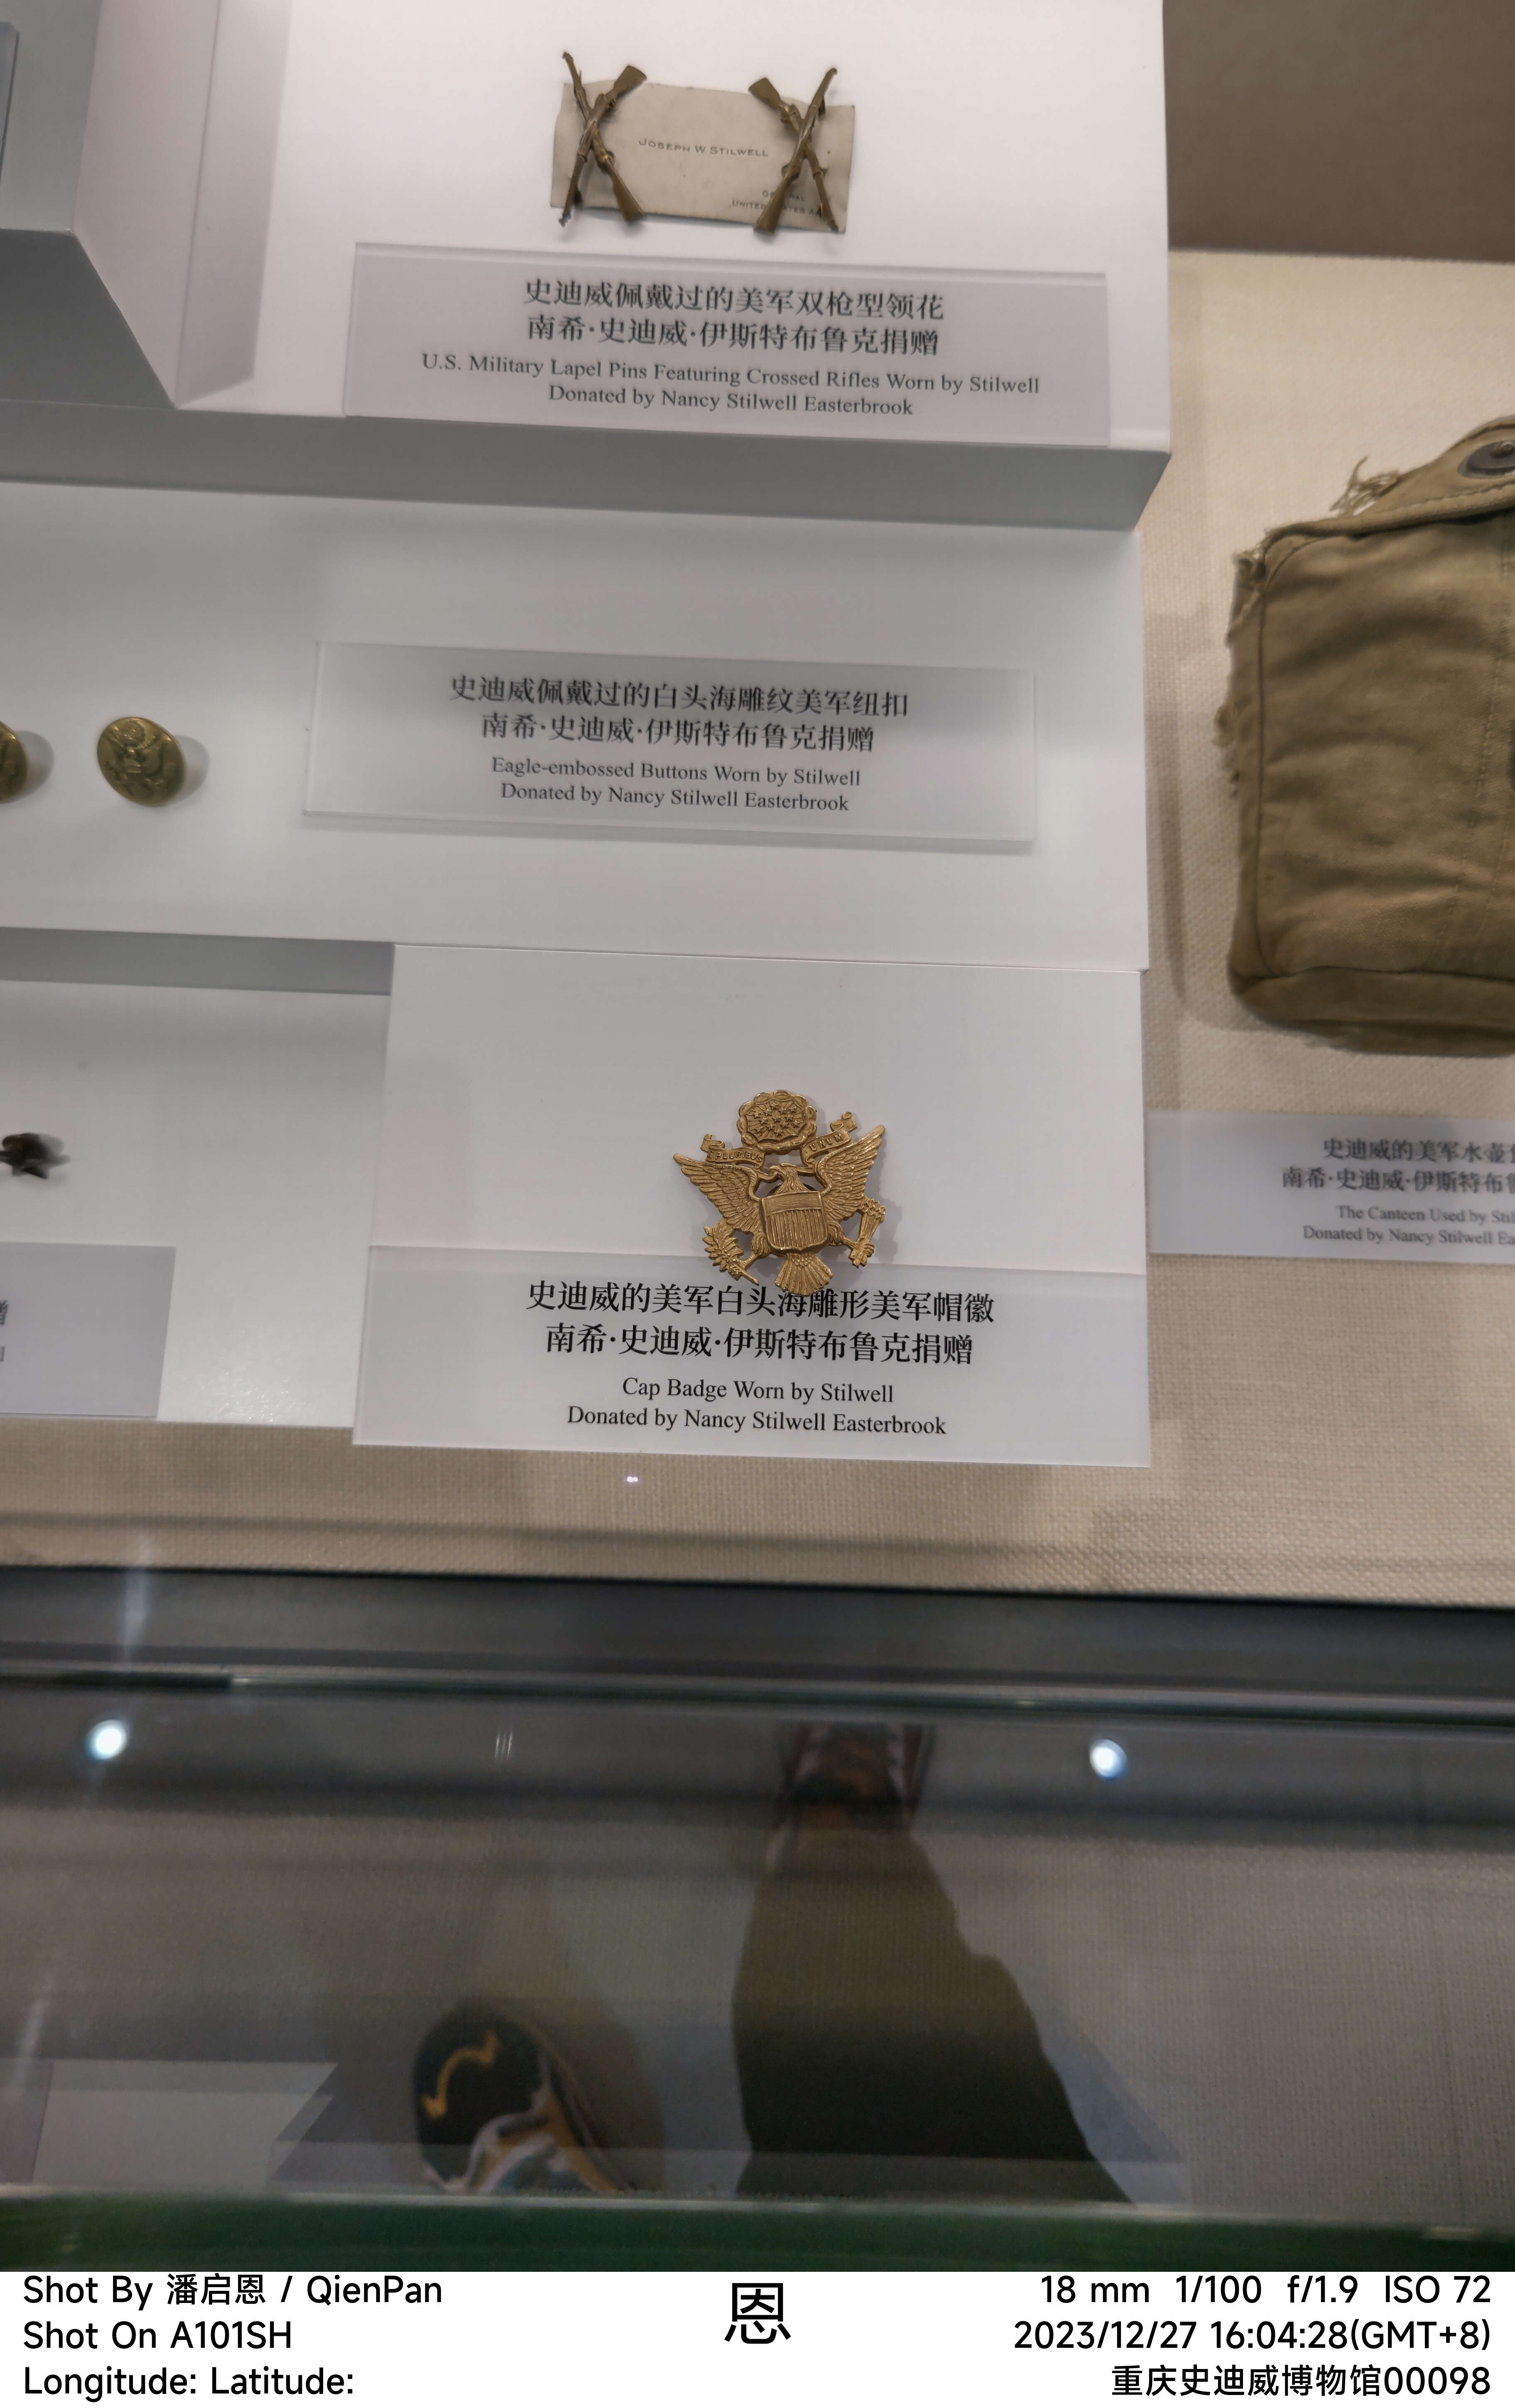 JOSEPH W. STILWELL
史迪威佩戴过的美军双枪型领花
南希·史迪威·伊斯特布鲁克捐赠
U.S. Military Lapel Pins Featuring Crossed Rifles Worn by Stilwell
Donated by Nancy Stilwell Easterbrook
史迪威佩戴过的白头海雕纹美军纽扣
南希·史迪威·伊斯特布鲁克捐赠
Eagle-embossed Buttons Worn by Stilwell
Donated by Nancy Stilwell Easterbrook
史迪威的美军白头海雕形美军帽徽
南希·史迪威·伊斯特布鲁克捐赠
Cap Badge Worn by Stilwell
Donated by Nancy Stilwell Easterbrook
史迪威的美军水壶
南希·史迪威·伊斯特布
The Canteen Used by
Donated by Nancy Stilwell
Shot By 潘启恩 / QienPan
Shot On A101SH
Longitude: Latitude:
恩
18 mm 1/100 f/1.9 ISO 72
2023/12/27 16:04:28(GMT+8)
重庆史迪威博物馆00098